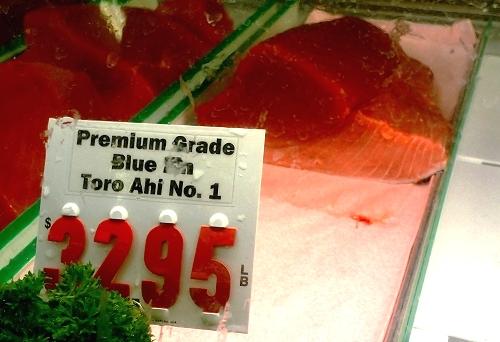 Premium Grade
Blue Fin
Toro Ahi No. 1
$ 3295 LB